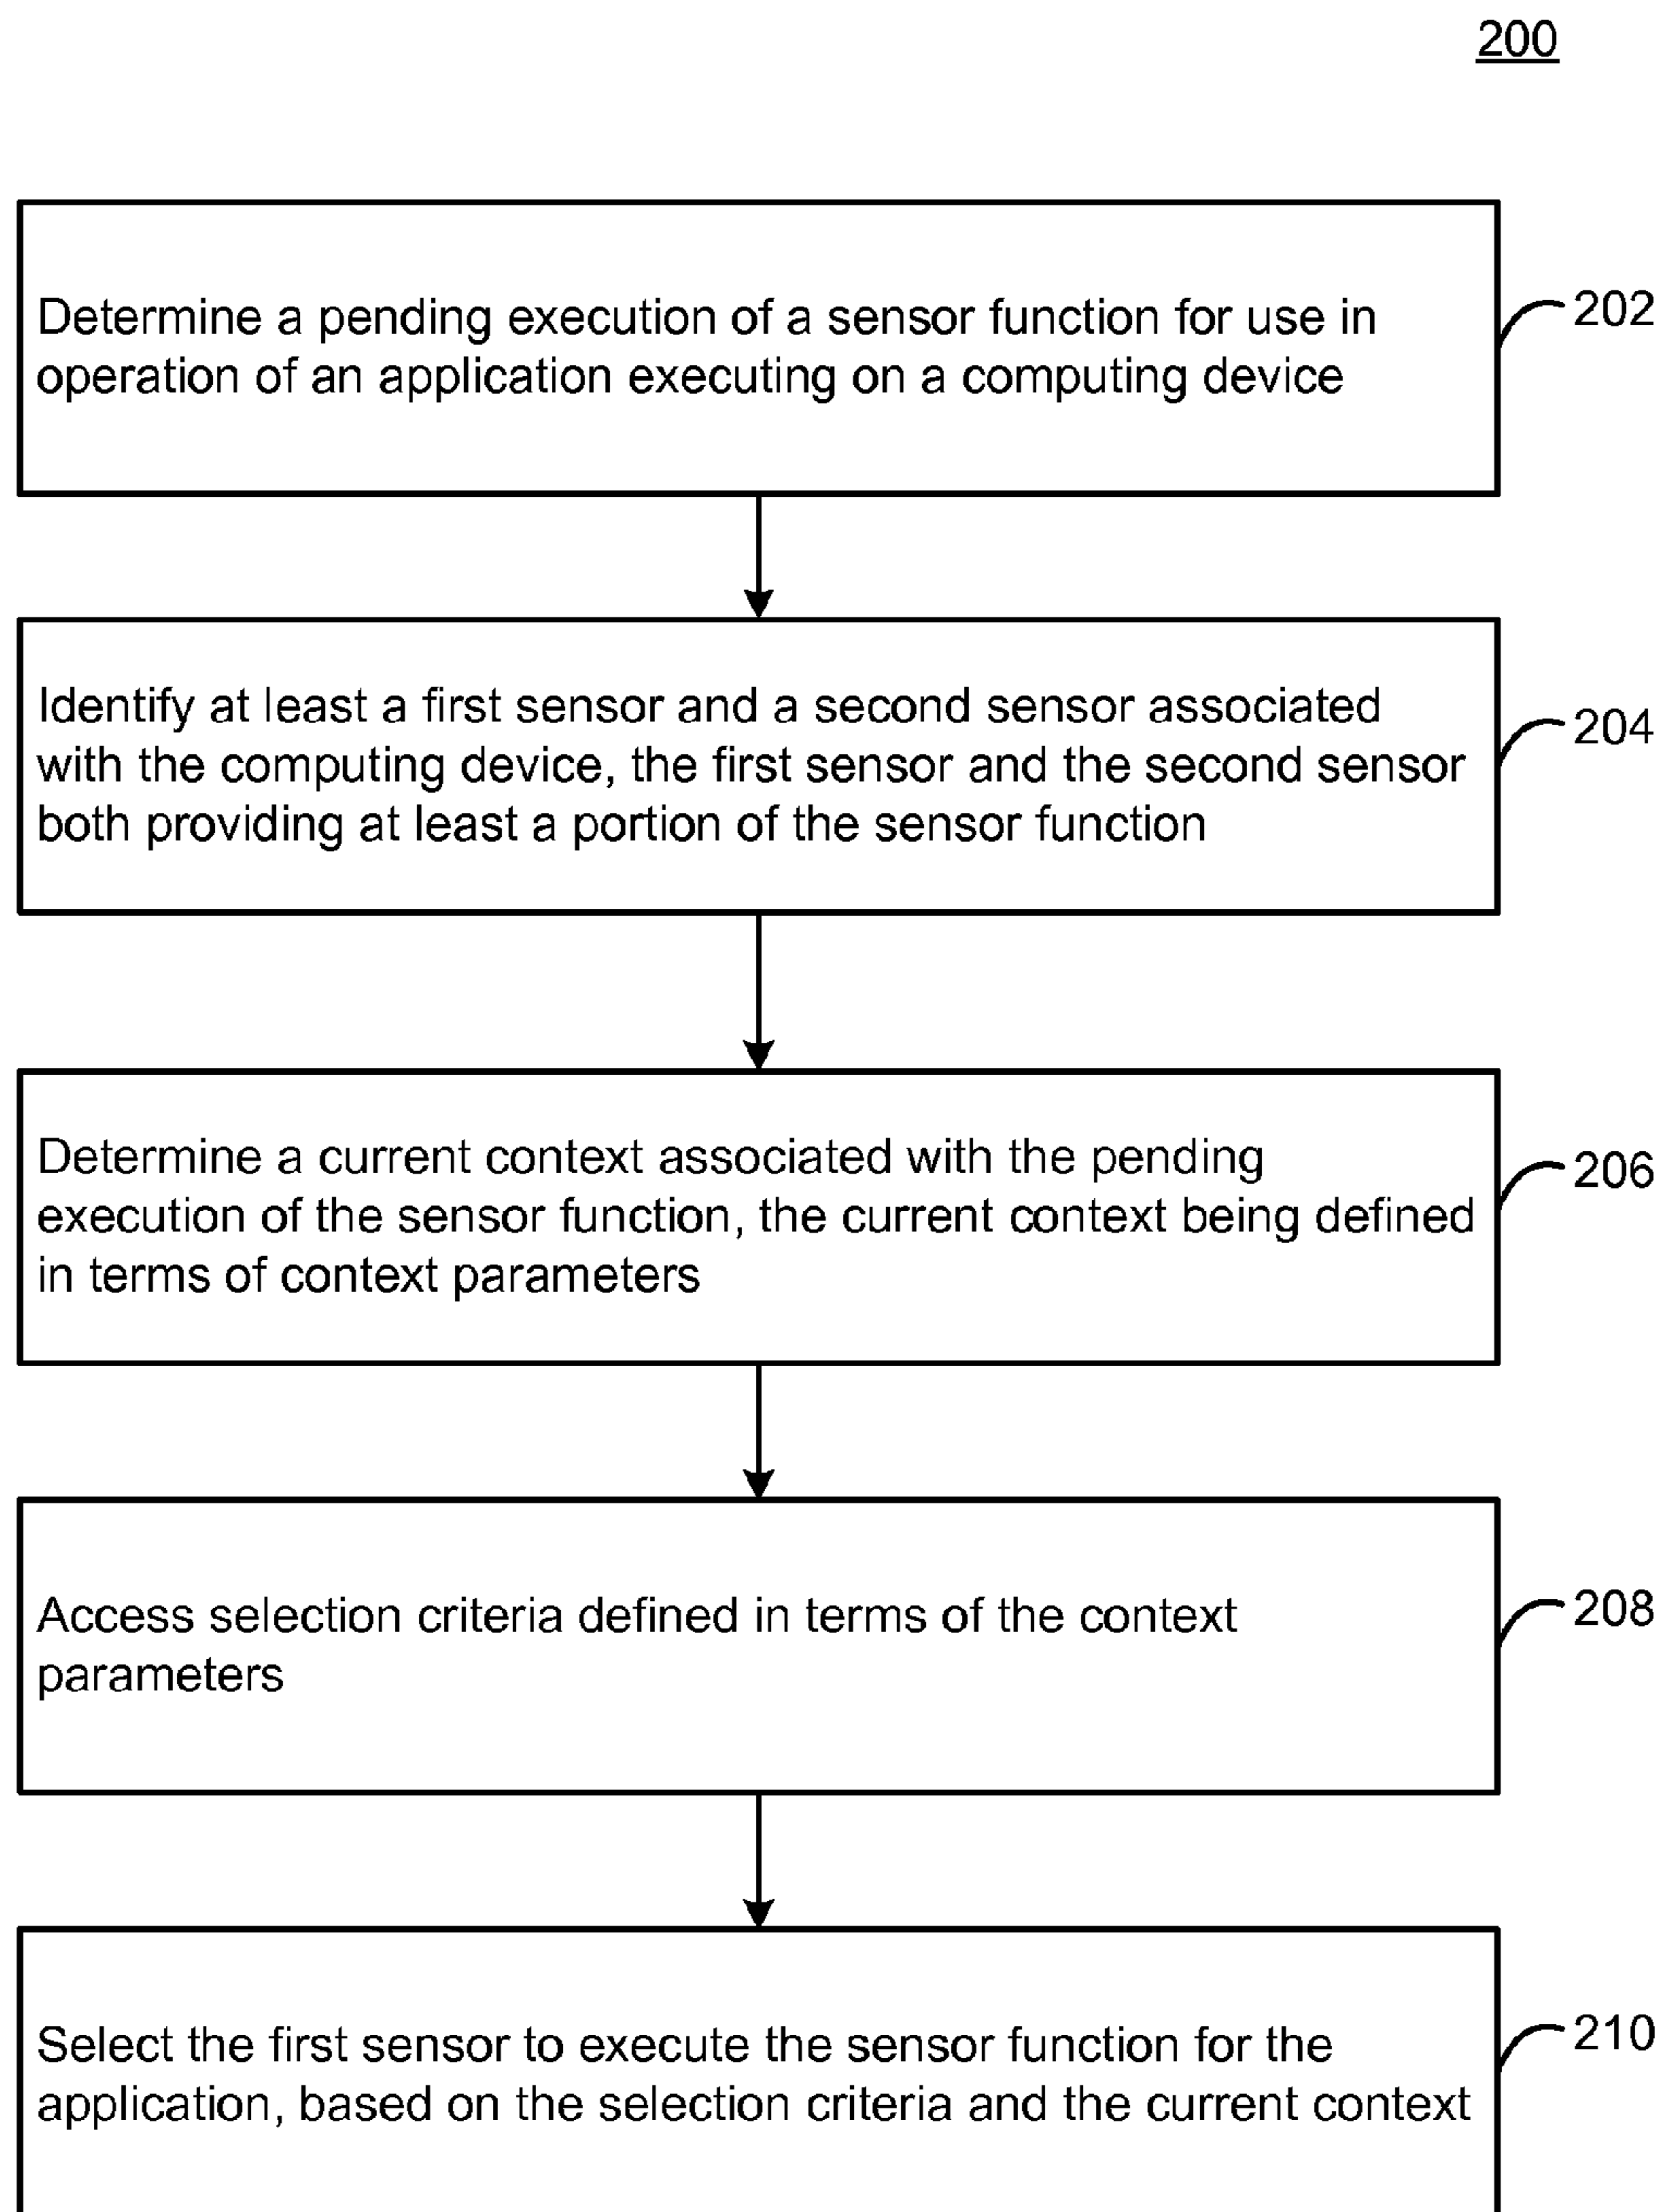 200
Determine a pending execution of a sensor function for use in
operation of an application executing on a computing device
202
Identify at least a first sensor and a second sensor associated
with the computing device, the first sensor and the second sensor
both providing at least a portion of the sensor function
204
Determine a current context associated with the pending
execution of the sensor function, the current context being defined
in terms of context parameters
206
Access selection criteria defined in terms of the context
parameters
208
Select the first sensor to execute the sensor function for the
application, based on the selection criteria and the current context
210